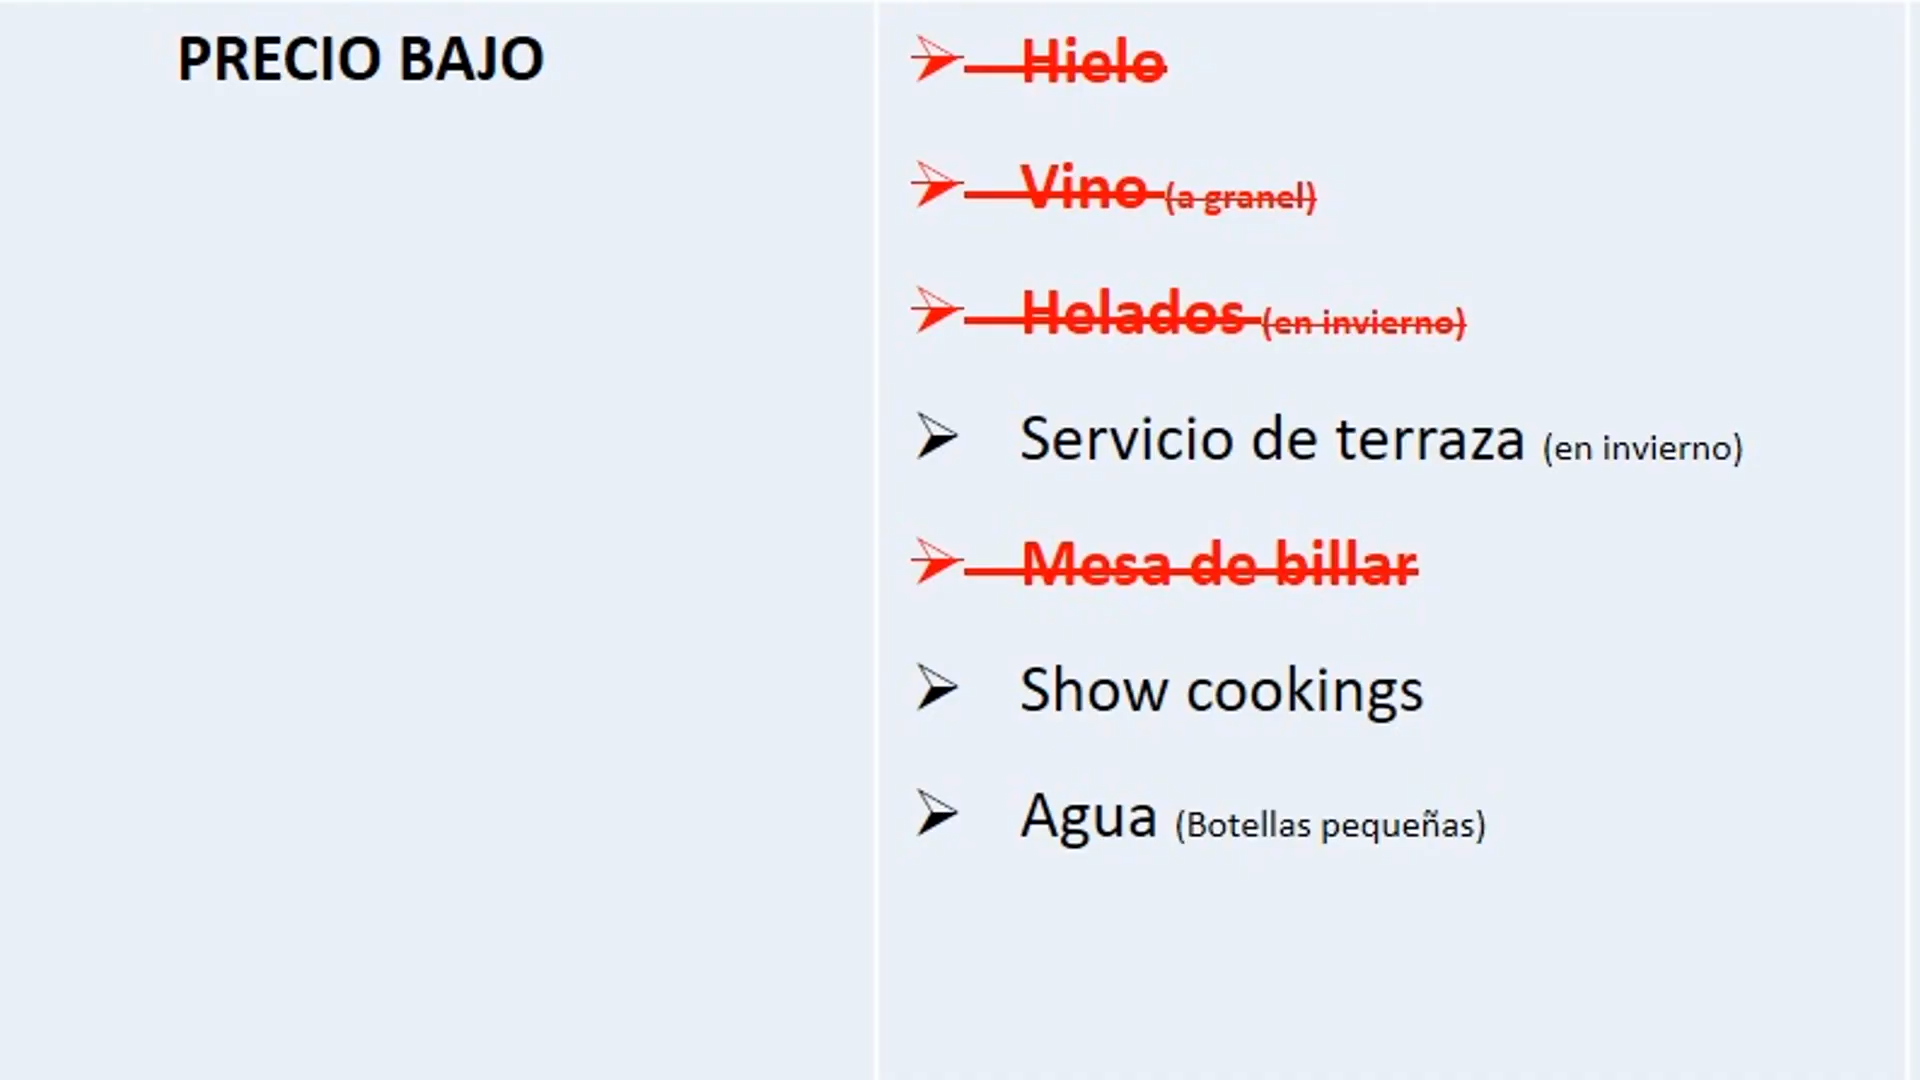 PRECIO BAJO
Hielo
Vino (a granel)
Helados (en invierno)
Servicio de terraza (en invierno)
Mesa de billar
Show cookings
Agua (Botellas pequeñas)